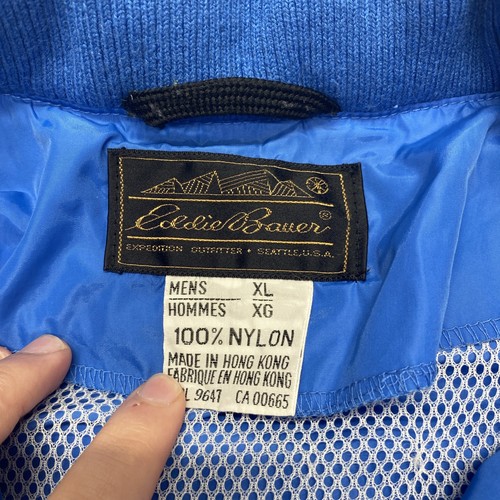 Eddie Bauer®
EXPEDITION OUTFITTER • SEATTLE, U.S.A.
MENS XL
HOMMES XG
100% NYLON
MADE IN HONG KONG
FABRIQUE EN HONG KONG
9647 CA 00665